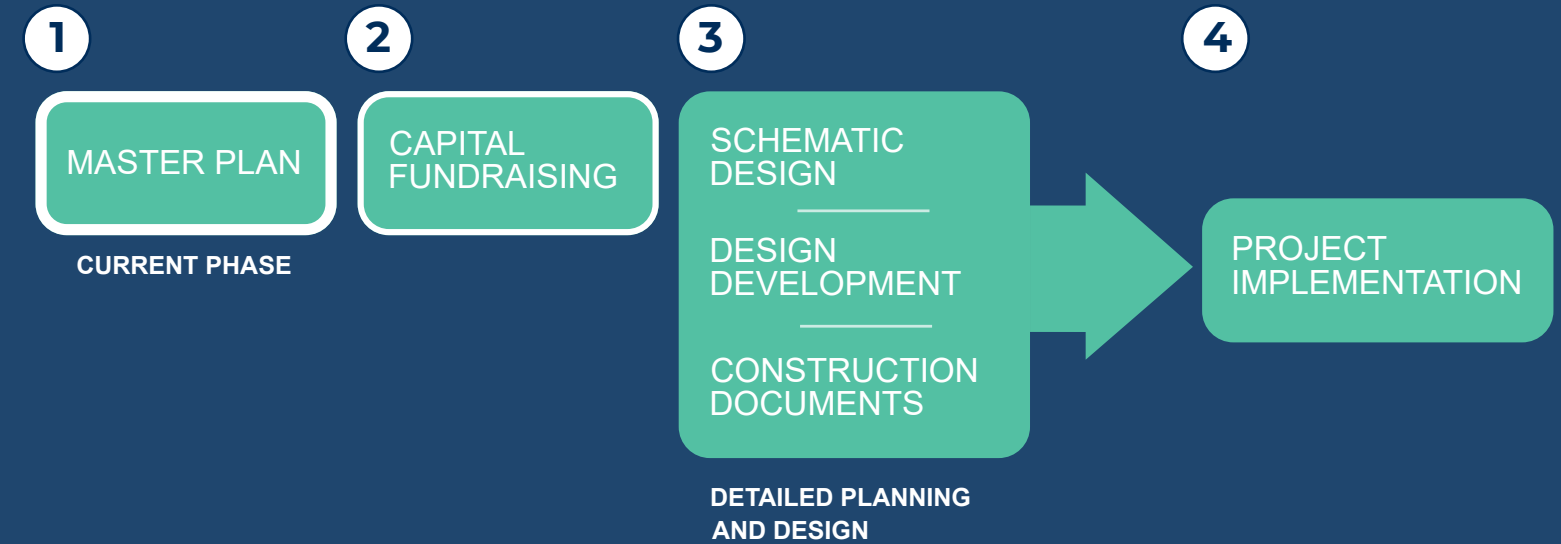 1
MASTER PLAN
CURRENT PHASE
2
CAPITAL
FUNDRAISING
3
SCHEMATIC
DESIGN
DESIGN
DEVELOPMENT
CONSTRUCTION
DOCUMENTS
DETAILED PLANNING
AND DESIGN
4
PROJECT
IMPLEMENTATION